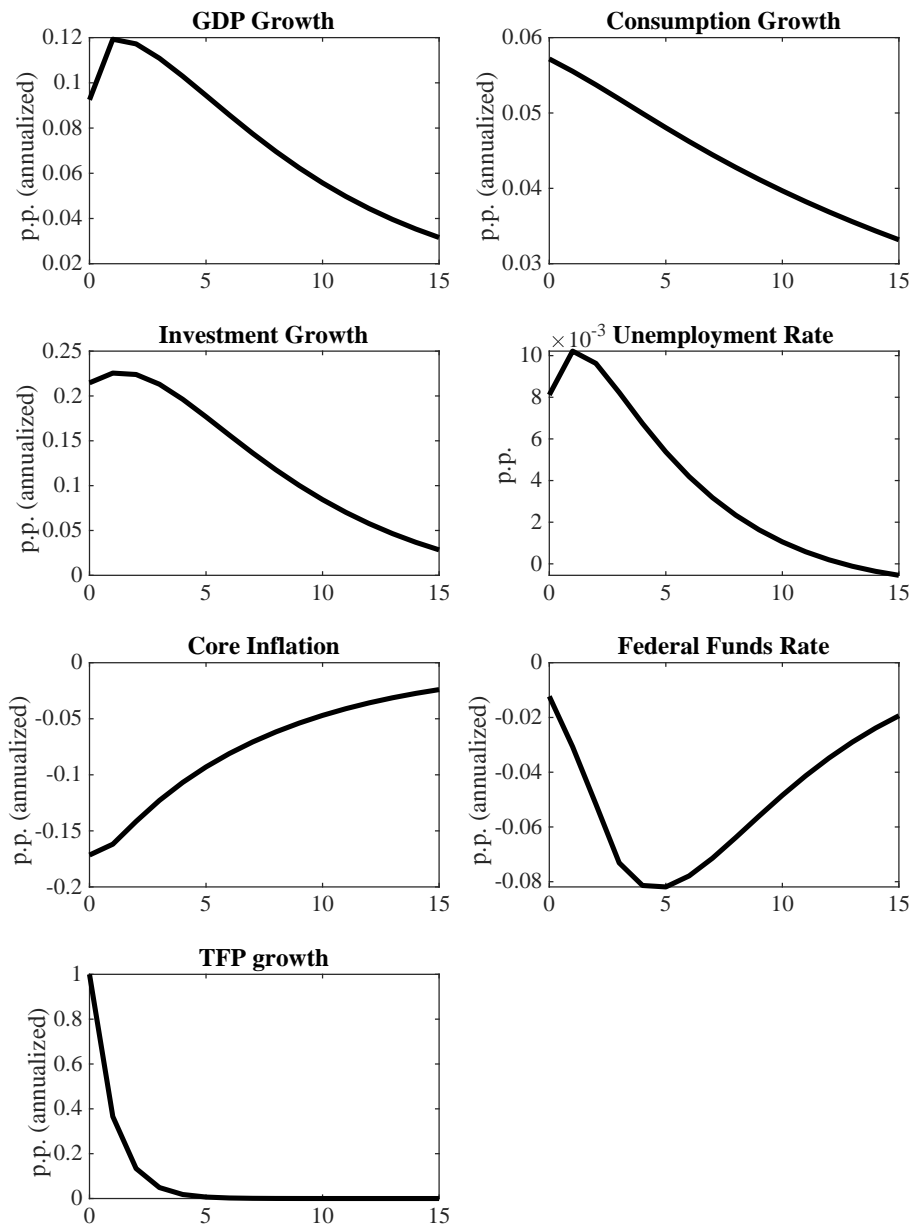 GDP Growth
p.p. (annualized)
0.12
0.1
0.08
0.06
0.04
0.02
0 5 10 15
Consumption Growth
p.p. (annualized)
0.06
0.05
0.04
0.03
0 5 10 15
Investment Growth
p.p. (annualized)
0.25
0.2
0.15
0.1
0.05
0
0 5 10 15
×10⁻³ Unemployment Rate
p.p.
10
8
6
4
2
0
0 5 10 15
Core Inflation
p.p. (annualized)
0
-0.05
-0.1
-0.15
-0.2
0 5 10 15
Federal Funds Rate
p.p. (annualized)
0
-0.02
-0.04
-0.06
-0.08
0 5 10 15
TFP growth
p.p. (annualized)
1
0.8
0.6
0.4
0.2
0
0 5 10 15